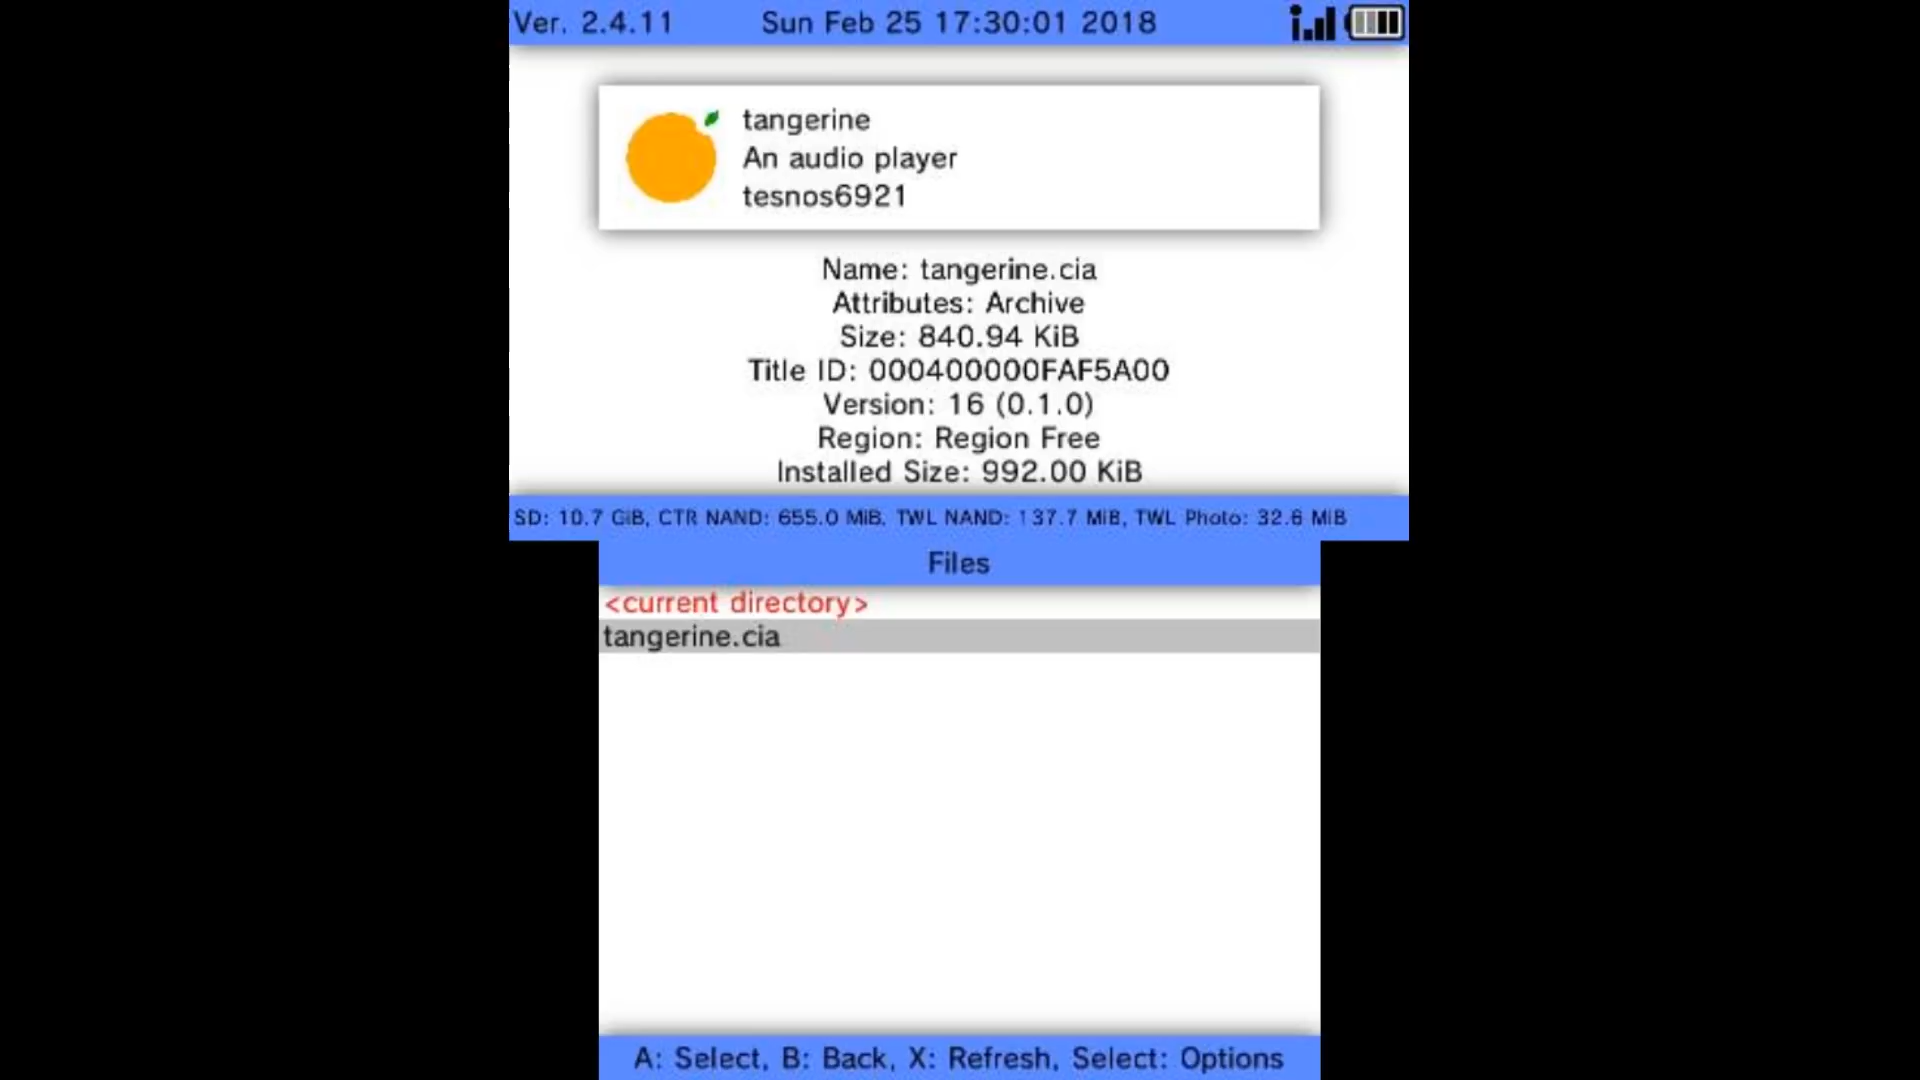 Ver. 2.4.11
Sun Feb 25 17:30:01 2018
tangerine
An audio player
tesnos6921
Name: tangerine.cia
Attributes: Archive
Size: 840.94 KiB
Title ID: 000400000FAF5A00
Version: 16 (0.1.0)
Region: Region Free
Installed Size: 992.00 KiB
SD: 10.7 GiB, CTR NAND: 655.0 MiB, TWL NAND: 137.7 MiB, TWL Photo: 32.6 MiB
Files
<current directory>
tangerine.cia
A: Select, B: Back, X: Refresh, Select: Options